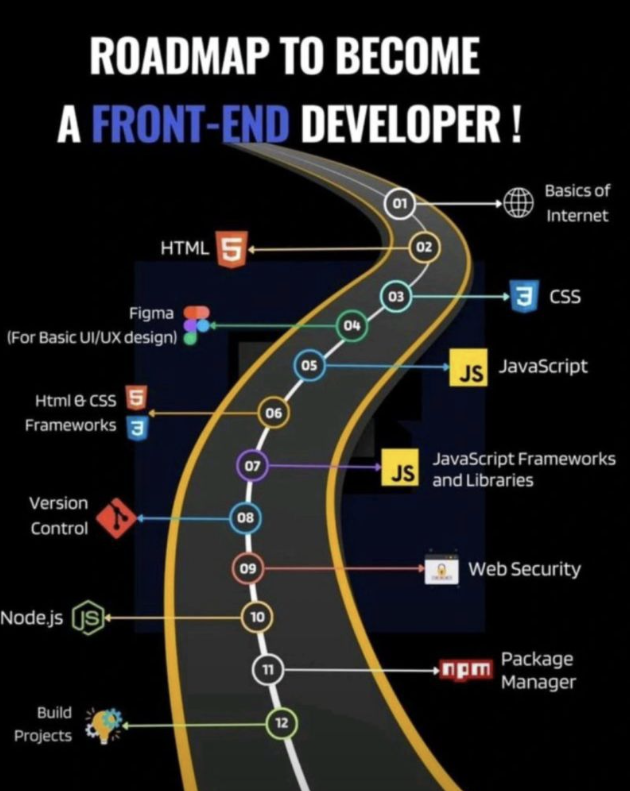 ROADMAP TO BECOME
A FRONT-END DEVELOPER !
01
Basics of
Internet
HTML
5
02
03
3
CSS
Figma
(For Basic UI/UX design)
04
05
JS
JavaScript
Html & CSS
Frameworks
5
3
06
07
JS
JavaScript Frameworks
and Libraries
Version
Control
08
09
Web Security
Node.js
JS
10
11
npm
Package
Manager
Build
Projects
12